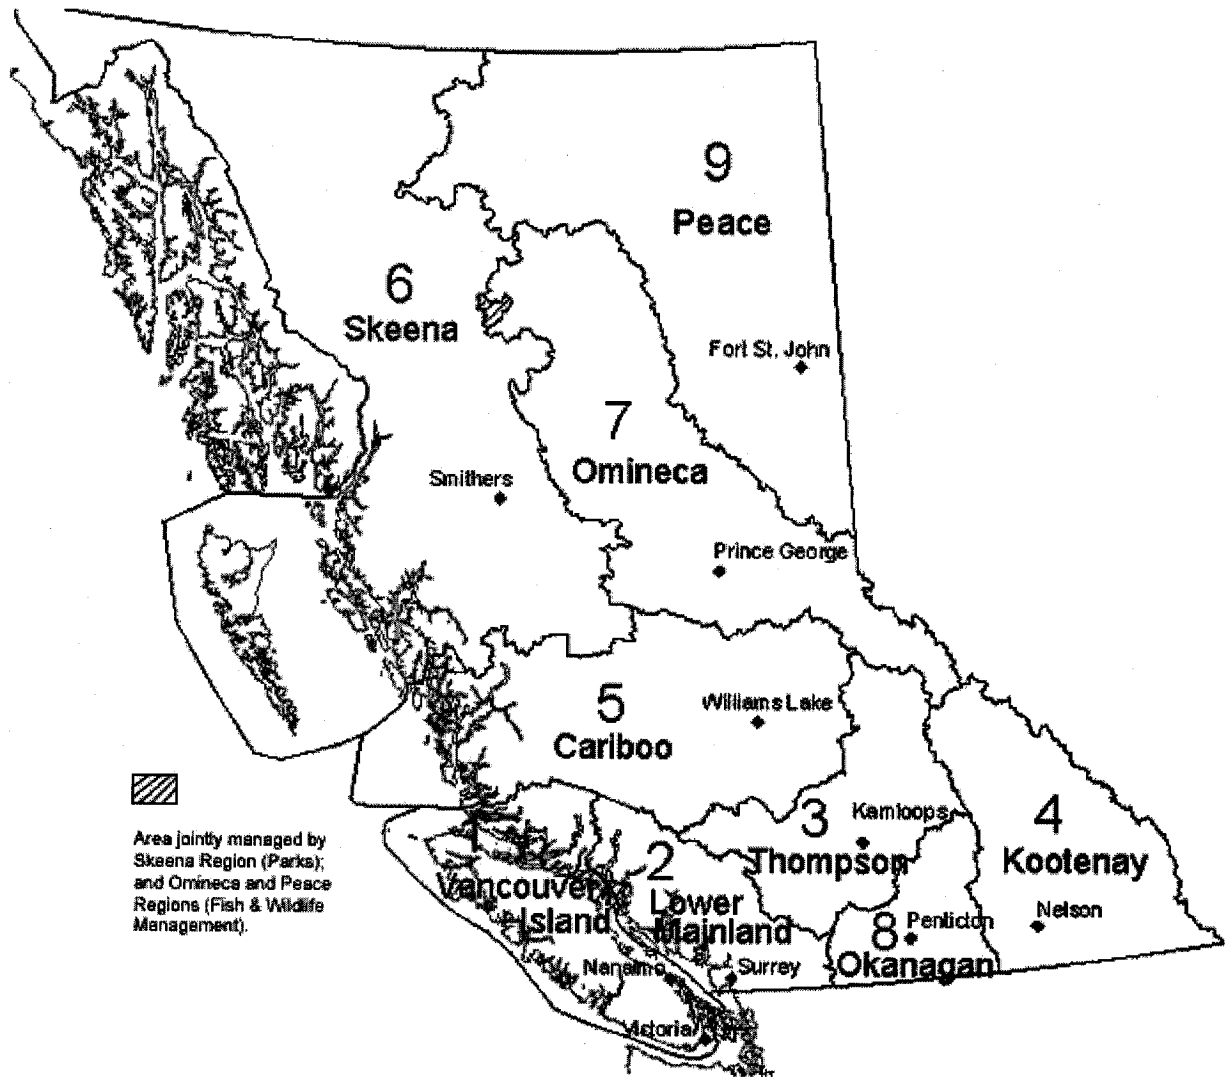 9
Peace
6
Skeena
Fort St. John
7
Omineca
Smithers
Prince George
5
Cariboo
Williams Lake
Area jointly managed by
Skeena Region (Parks);
and Omineca and Peace
Regions (Fish & Wildlife
Management).
3
Thompson
Kamloops
4
Kootenay
2
Lower
Mainland
Vancouver
Island
8
Okanagan
Penticton
Nelson
Nanaimo
Surrey
Victoria